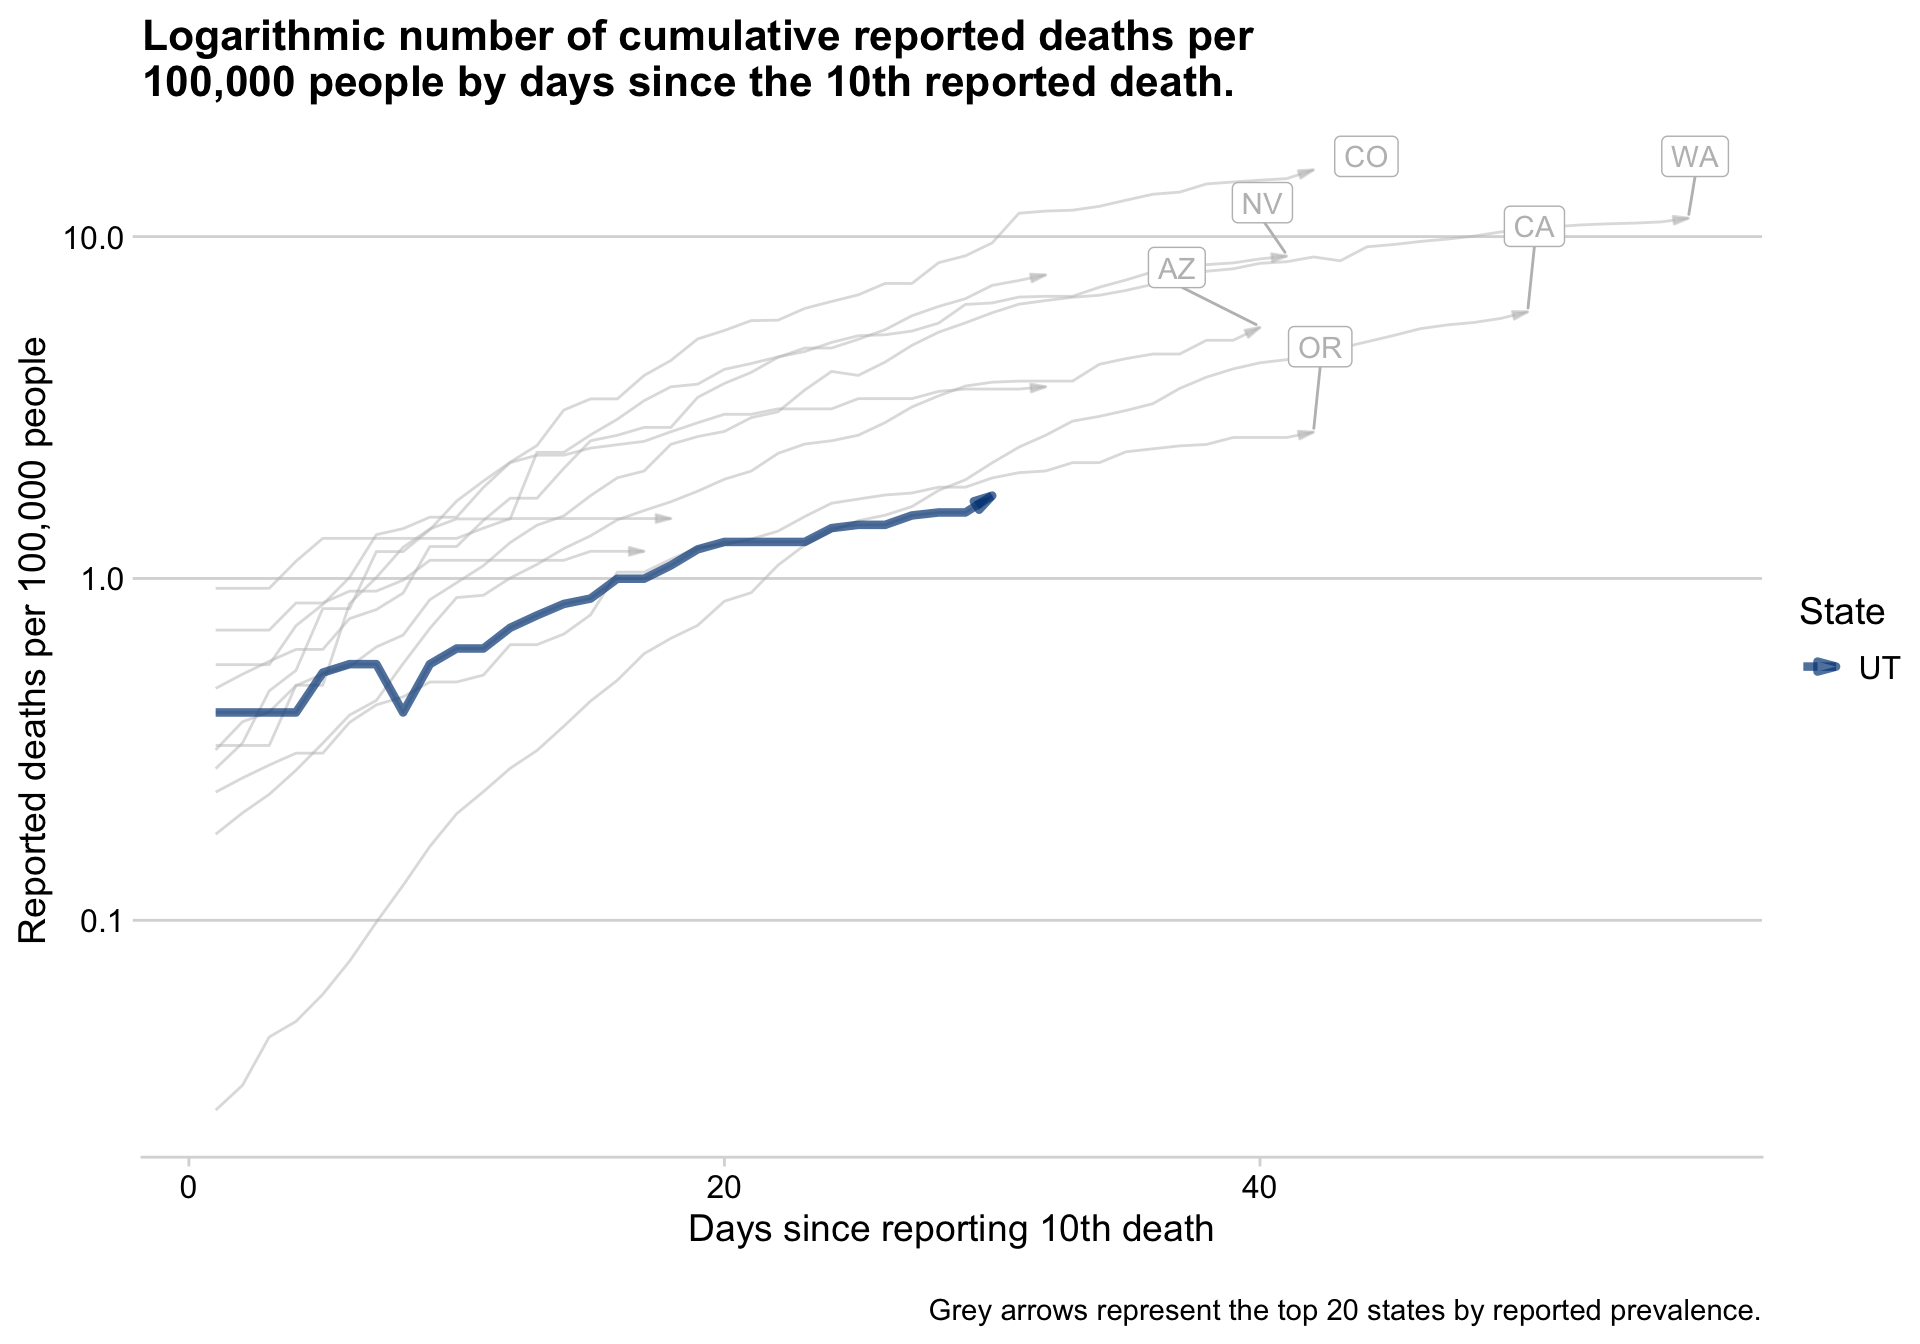 Logarithmic number of cumulative reported deaths per
100,000 people by days since the 10th reported death.
CO
WA
NV
CA
AZ
OR
10.0
1.0
0.1
Reported deaths per 100,000 people
State
UT
0
20
40
Days since reporting 10th death
Grey arrows represent the top 20 states by reported prevalence.